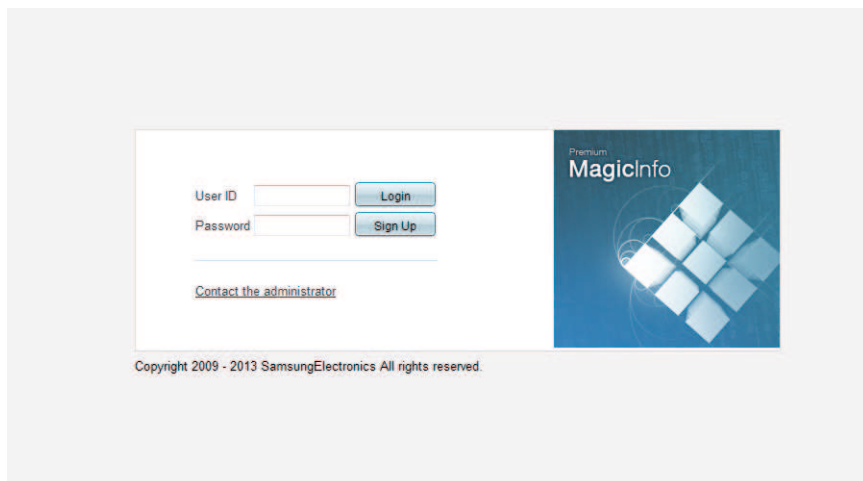 Premium
MagicInfo
User ID
Login
Password
Sign Up
Contact the administrator
Copyright 2009 - 2013 SamsungElectronics All rights reserved.